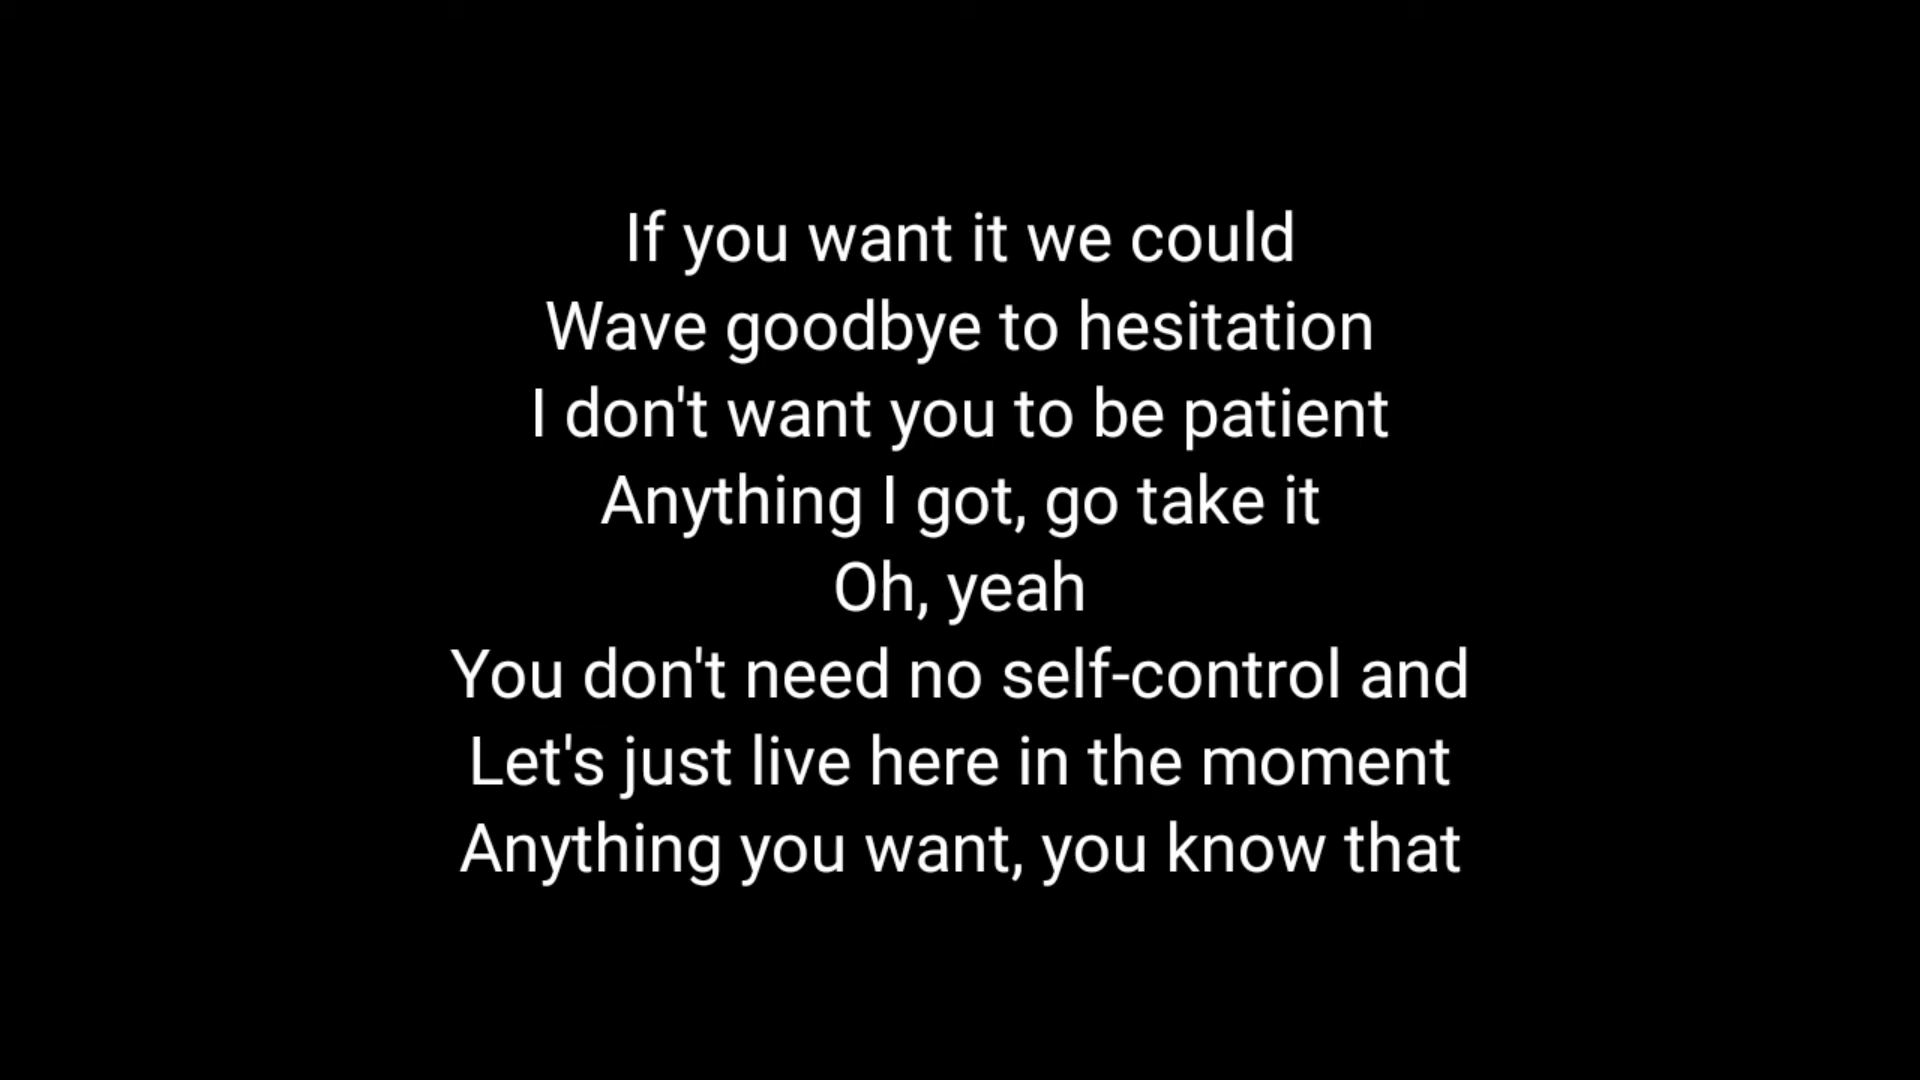 If you want it we could
Wave goodbye to hesitation
I don't want you to be patient
Anything I got, go take it
Oh, yeah
You don't need no self-control and
Let's just live here in the moment
Anything you want, you know that